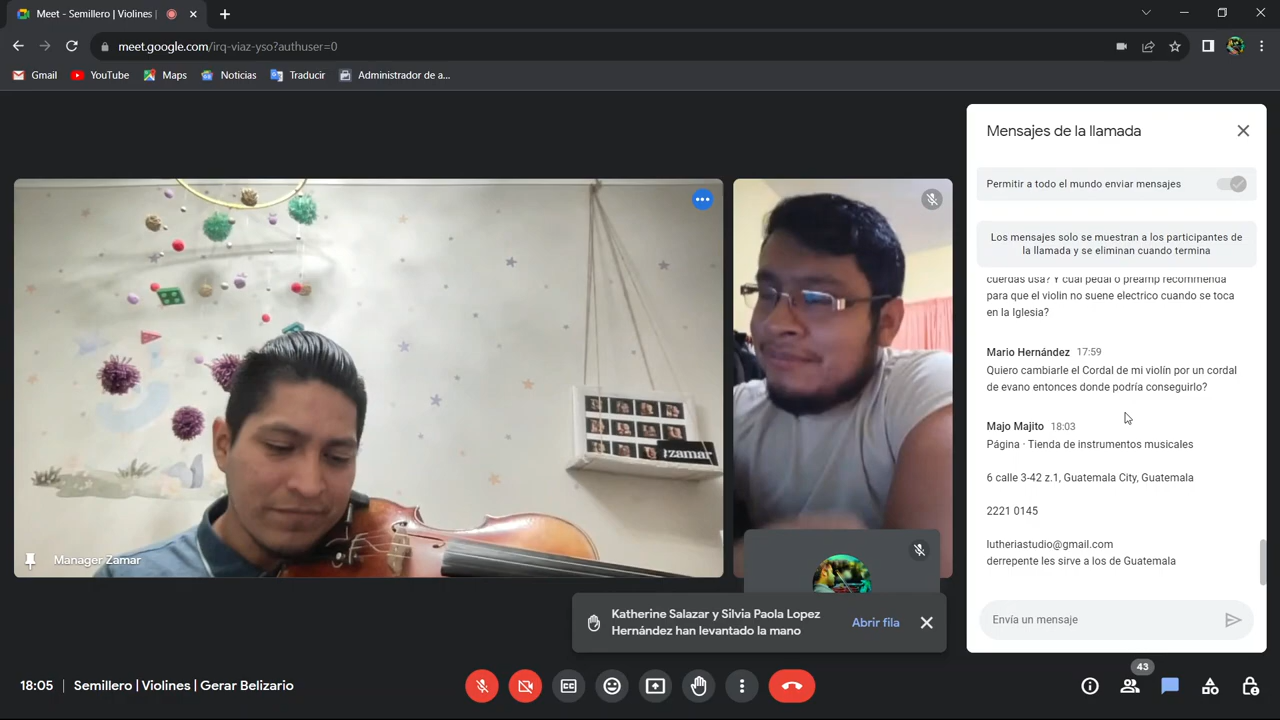 Meet - Semillero | Violines |
meet.google.com/irq-viaz-yso?authuser=0
Gmail
YouTube
Maps
Noticias
Traducir
Administrador de a...
Mensajes de la llamada
Permitir a todo el mundo enviar mensajes
Los mensajes solo se muestran a los participantes de
la llamada y se eliminan cuando termina
cuerdas usa? Y cual pedal o preamp recomienda
para que el violin no suene electrico cuando se toca
en la Iglesia?
Mario Hernández 17:59
Quiero cambiarle el Cordal de mi violín por un cordal
de evano entonces donde podría conseguirlo?
Majo Majito 18:03
Página · Tienda de instrumentos musicales
6 calle 3-42 z.1, Guatemala City, Guatemala
2221 0145
lutheriastudio@gmail.com
derrepente les sirve a los de Guatemala
Envía un mensaje
zamar
Manager Zamar
Katherine Salazar y Silvia Paola Lopez
Hernández han levantado la mano
Abrir fila
18:05 | Semillero | Violines | Gerar Belizario
43